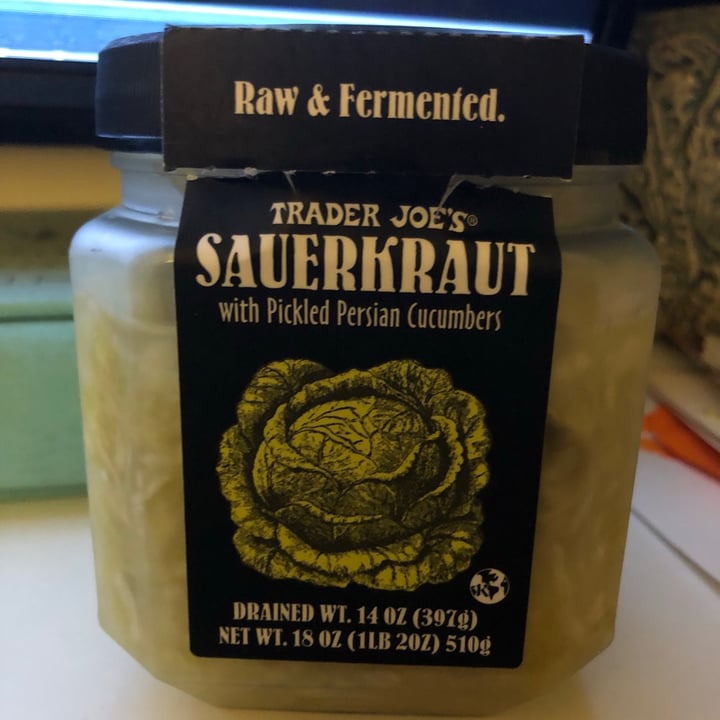 Raw & Fermented.
TRADER JOE'S®
SAUERKRAUT
with Pickled Persian Cucumbers
DRAINED WT. 14 OZ (397g)
NET WT. 18 OZ (1LB 2OZ) 510g